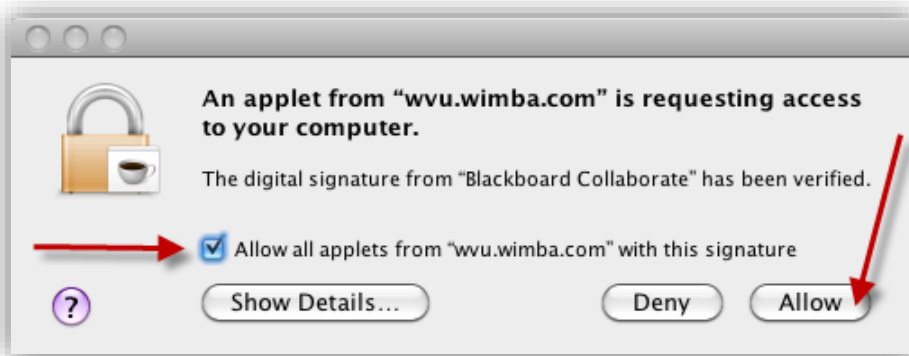 An applet from “wvu.wimba.com” is requesting access
to your computer.
The digital signature from “Blackboard Collaborate” has been verified.
Allow all applets from “wvu.wimba.com” with this signature
?
Show Details...
Deny
Allow